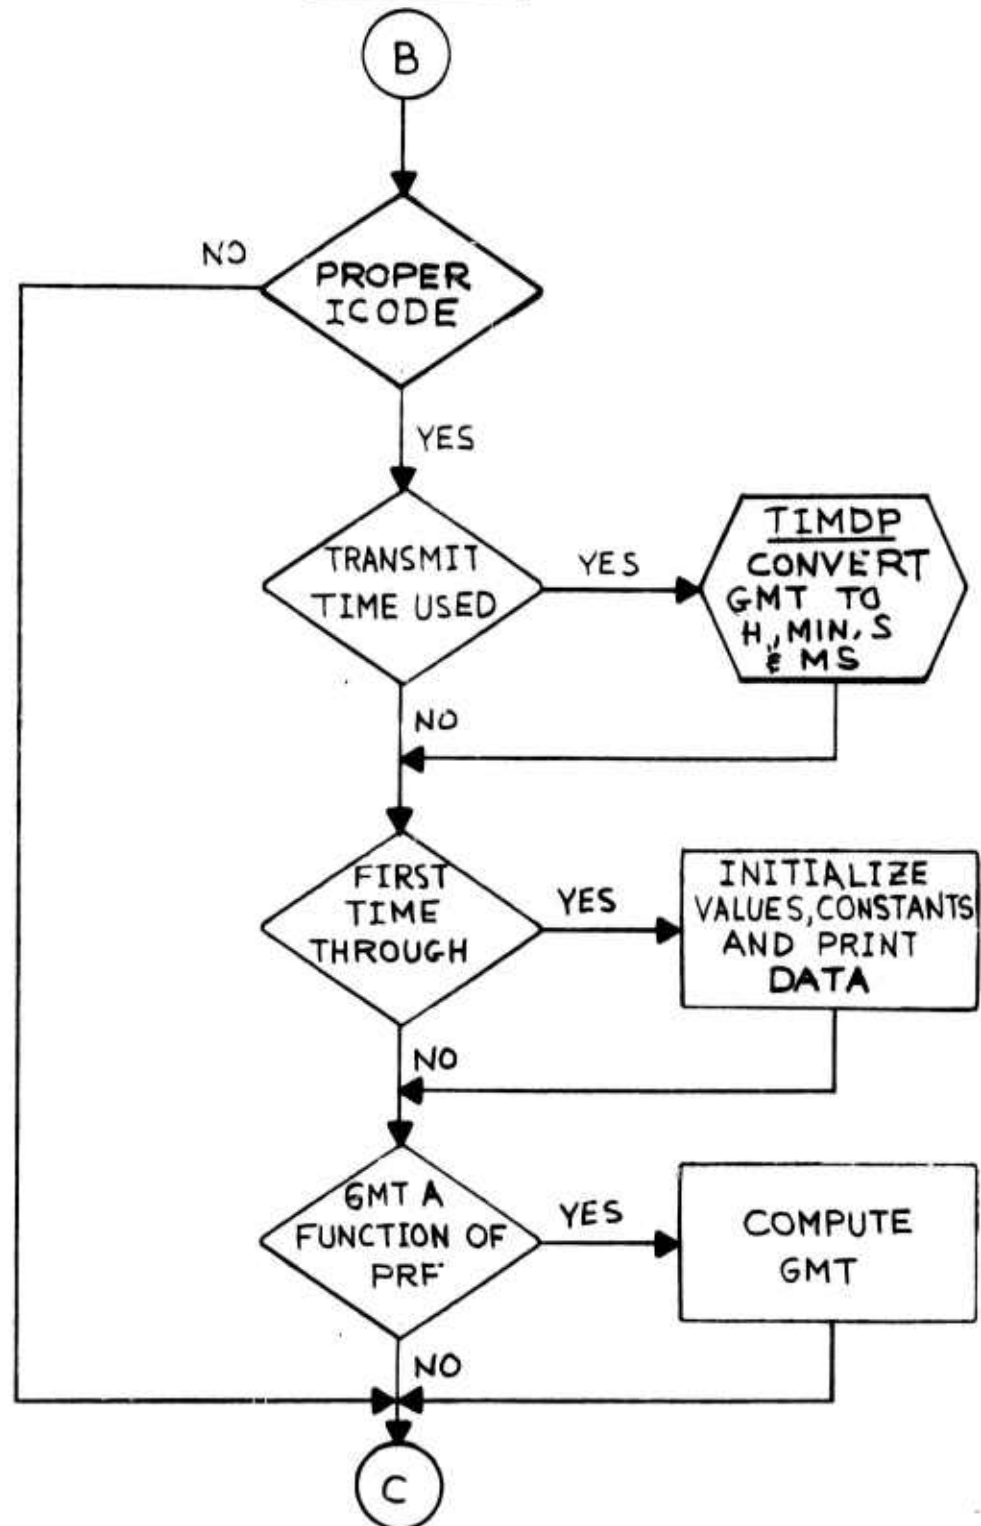 B
NO
PROPER
ICODE
YES
TRANSMIT
TIME USED
YES
TIMDP
CONVERT
GMT TO
H., MIN, S
& MS
NO
FIRST
TIME
THROUGH
YES
INITIALIZE
VALUES, CONSTANTS
AND PRINT
DATA
NO
GMT A
FUNCTION OF
PRF
YES
COMPUTE
GMT
NO
C